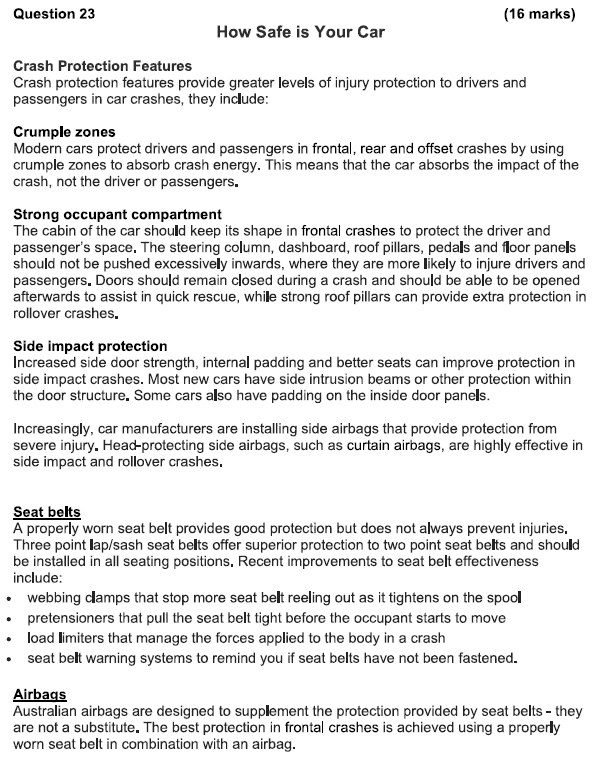 Question 23 (16 marks)
How Safe is Your Car
Crash Protection Features
Crash protection features provide greater levels of injury protection to drivers and
passengers in car crashes, they include:
Crumple zones
Modern cars protect drivers and passengers in frontal, rear and offset crashes by using
crumple zones to absorb crash energy. This means that the car absorbs the impact of the
crash, not the driver or passengers.
Strong occupant compartment
The cabin of the car should keep its shape in frontal crashes to protect the driver and
passenger's space. The steering column, dashboard, roof pillars, pedals and floor panels
should not be pushed excessively inwards, where they are more likely to injure drivers and
passengers. Doors should remain closed during a crash and should be able to be opened
afterwards to assist in quick rescue, while strong roof pillars can provide extra protection in
rollover crashes.
Side impact protection
Increased side door strength, internal padding and better seats can improve protection in
side impact crashes. Most new cars have side intrusion beams or other protection within
the door structure. Some cars also have padding on the inside door panels.
Increasingly, car manufacturers are installing side airbags that provide protection from
severe injury. Head-protecting side airbags, such as curtain airbags, are highly effective in
side impact and rollover crashes.
Seat belts
A properly worn seat belt provides good protection but does not always prevent injuries.
Three point lap/sash seat belts offer superior protection to two point seat belts and should
be installed in all seating positions. Recent improvements to seat belt effectiveness
include:
• webbing clamps that stop more seat belt reeling out as it tightens on the spool
• pretensioners that pull the seat belt tight before the occupant starts to move
• load limiters that manage the forces applied to the body in a crash
• seat belt warning systems to remind you if seat belts have not been fastened.
Airbags
Australian airbags are designed to supplement the protection provided by seat belts - they
are not a substitute. The best protection in frontal crashes is achieved using a properly
worn seat belt in combination with an airbag.